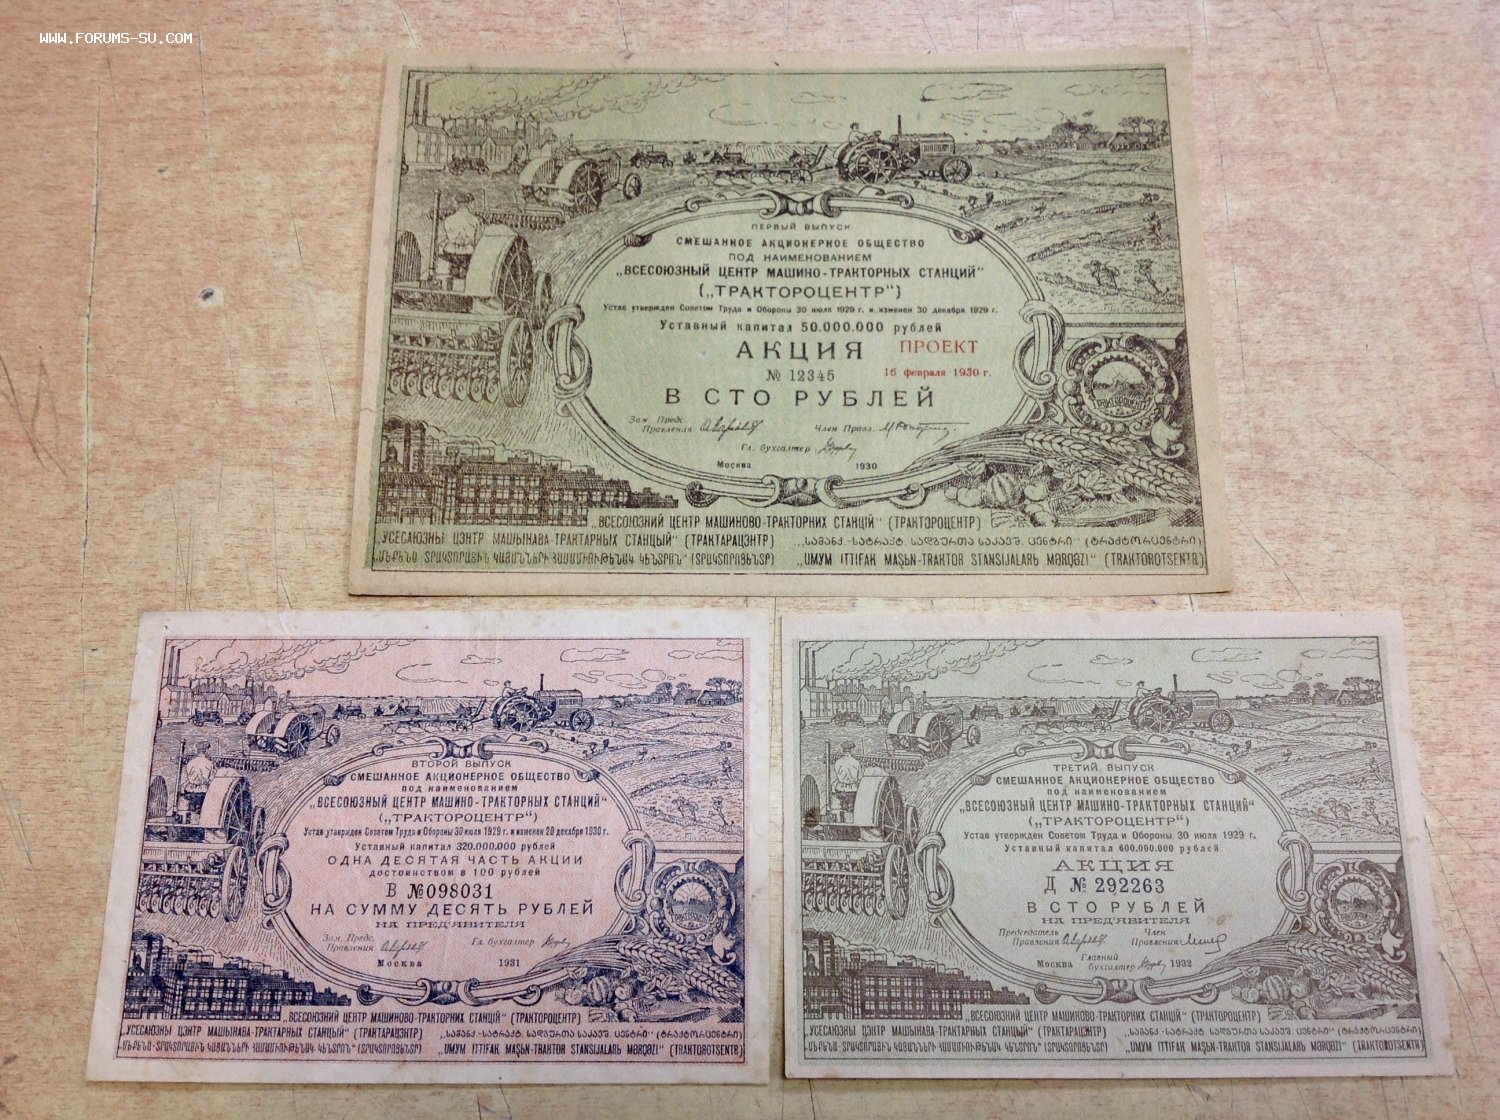 WWW.FORUMS-SU.COM
ПЕРВЫЙ ВЫПУСК
СМЕШАННОЕ АКЦИОНЕРНОЕ ОБЩЕСТВО
ПОД НАИМЕНОВАНИЕМ
„ВСЕСОЮЗНЫЙ ЦЕНТР МАШИНО-ТРАКТОРНЫХ СТАНЦИЙ“
(„ТРАКТОРОЦЕНТР“)
Устав утвержден Советом Труда и Обороны 30 июля 1929 г. и изменен 30 декабря 1929 г.
Уставный капитал 50.000.000 рублей
АКЦИЯ ПРОЕКТ
№ 12345 16 февраля 1930 г.
В СТО РУБЛЕЙ
Зам. Предс. Правления Член Правл.
Гл. бухгалтер
Москва 1930
ТРАКТОРОЦЕНТР
„ВСЕСОЮЗНИЙ ЦЕНТР МАШИНОВО-ТРАКТОРНИХ СТАНЦІЙ“ (ТРАКТОРОЦЕНТР)
„УСЕСАЮЗНЫ ЦЭНТР МАШЫНАВА-ТРАКТАРНЫХ СТАНЦЫЙ“ (ТРАКТАРАЦЭНТР)
(ᲢᲠᲐᲥᲢᲝᲠᲪᲔᲜᲢᲠᲘ)
„UMYM ITTIFAK MAŞЬN-TRAKTOR STANSIJALARЬ MƏRQƏZI“ (TRAKTOROTSENTR)
ВТОРОЙ ВЫПУСК
СМЕШАННОЕ АКЦИОНЕРНОЕ ОБЩЕСТВО
под наименованием
„ВСЕСОЮЗНЫЙ ЦЕНТР МАШИНО-ТРАКТОРНЫХ СТАНЦИЙ“
(„ТРАКТОРОЦЕНТР“)
Устав утвержден Советом Труда и Обороны 30 июля 1929 г. и изменен 20 декабря 1930 г.
Уставный капитал 320.000.000 рублей
ОДНА ДЕСЯТАЯ ЧАСТЬ АКЦИИ
достоинством в 100 рублей
В №098031
НА СУММУ ДЕСЯТЬ РУБЛЕЙ
НА ПРЕД'ЯВИТЕЛЯ
Зам. Предс. Правления Гл. бухгалтер
Москва 1931
„ВСЕСОЮЗНИЙ ЦЕНТР МАШИНОВО-ТРАКТОРНИХ СТАНЦІЙ“ (ТРАКТОРОЦЕНТР)
„УСЕСАЮЗНЫ ЦЭНТР МАШЫНАВА-ТРАКТАРНЫХ СТАНЦЫЙ“ (ТРАКТАРАЦЭНТР)
„UMYM ITTIFAK MAŞЬN-TRAKTOR STANSIJALARЬ MƏRQƏZI“ (TRAKTOROTSENTR)
ТРЕТИЙ ВЫПУСК
СМЕШАННОЕ АКЦИОНЕРНОЕ ОБЩЕСТВО
под наименованием
„ВСЕСОЮЗНЫЙ ЦЕНТР МАШИНО-ТРАКТОРНЫХ СТАНЦИЙ“
(„ТРАКТОРОЦЕНТР“)
Устав утвержден Советом Труда и Обороны 30 июля 1929 г.
Уставный капитал 600.000.000 рублей
АКЦИЯ
Д № 292263
В СТО РУБЛЕЙ
НА ПРЕД'ЯВИТЕЛЯ
Председатель Правления Член Правления
Москва Главный бухгалтер 1932
„ВСЕСОЮЗНИЙ ЦЕНТР МАШИНОВО-ТРАКТОРНИХ СТАНЦІЙ“ (ТРАКТОРОЦЕНТР)
„УСЕСАЮЗНЫ ЦЭНТР МАШЫНАВА-ТРАКТАРНЫХ СТАНЦЫЙ“ (ТРАКТАРАЦЭНТР)
„UMYM ITTIFAK MAŞЬN-TRAKTOR STANSIJALARЬ MƏRQƏZI“ (TRAKTOROTSENTR)